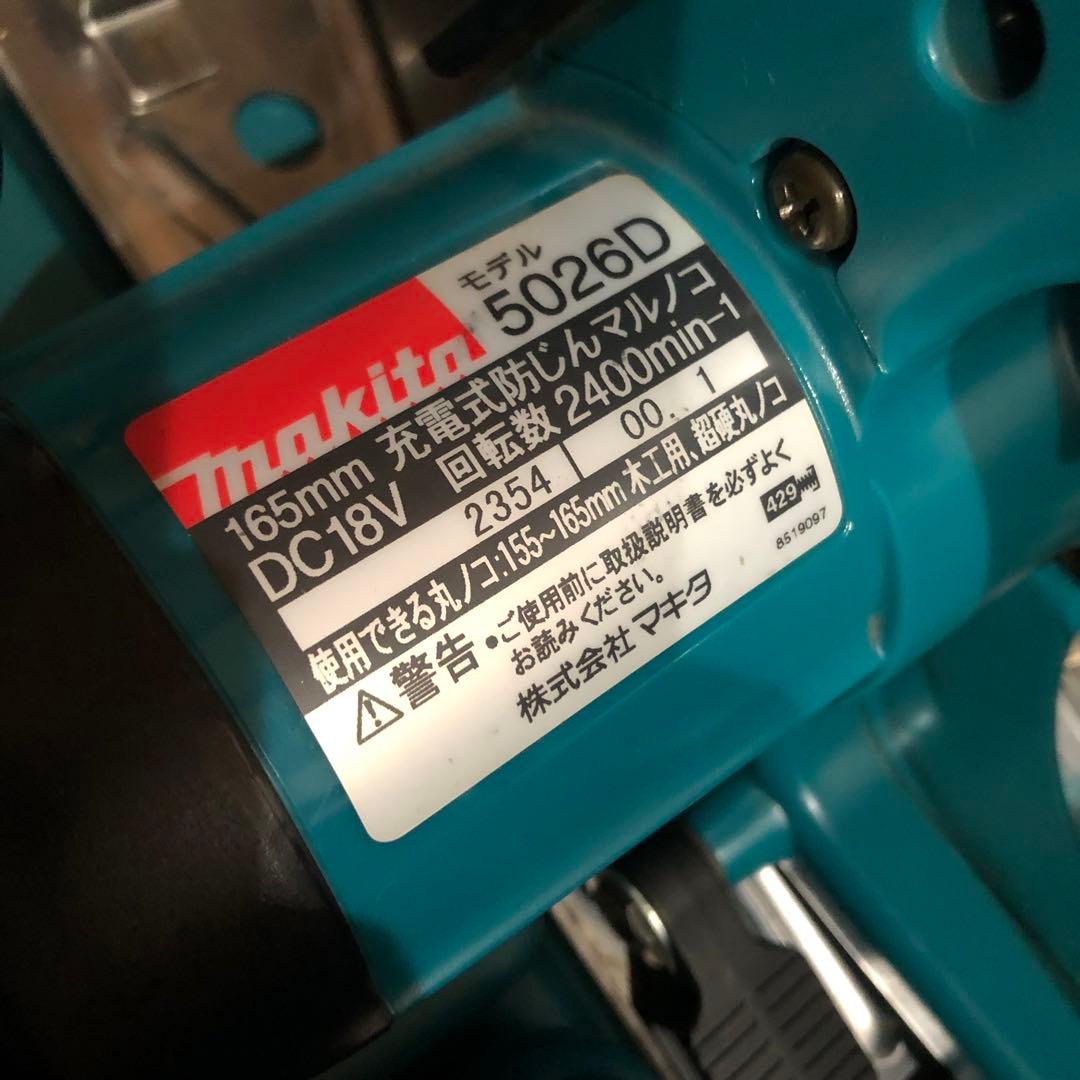 makita
モデル
5026D
165mm 充電式防じんマルノコ
DC18V 回転数 2400min-1
2354 00.. 1
使用できる丸ノコ:155~165mm 木工用、超硬丸ノコ
警告 ・ご使用前に取扱説明書を必ずよく
お読みください。
株式会社 マキタ
429
8519097